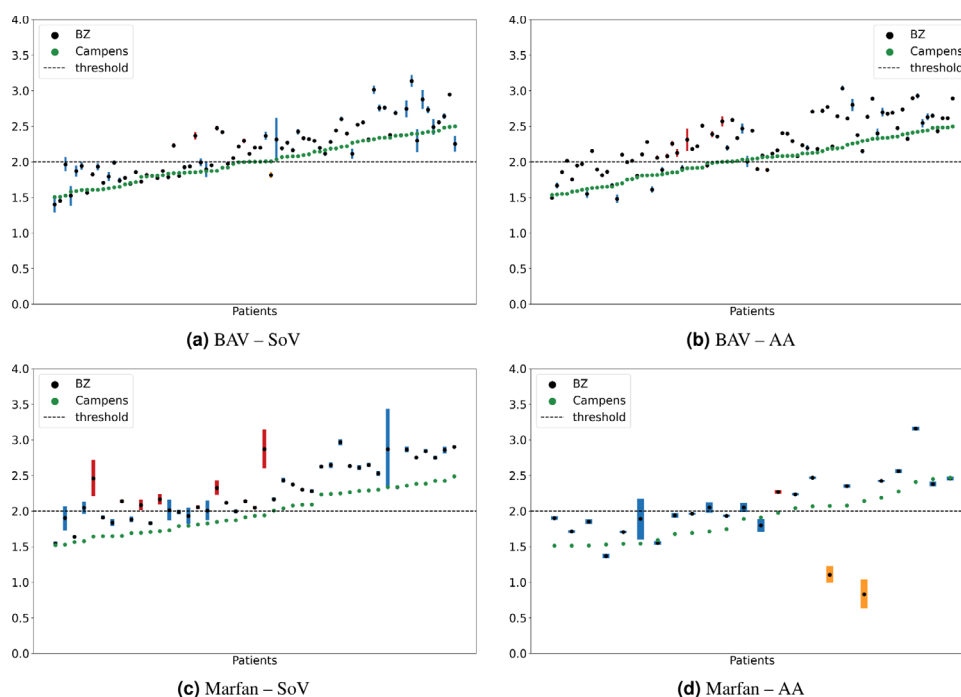 4.0
3.5
3.0
2.5
2.0
1.5
1.0
0.5
0.0
BZ
Campens
threshold
Patients
(a) BAV – SoV
4.0
3.5
3.0
2.5
2.0
1.5
1.0
0.5
0.0
BZ
Campens
threshold
Patients
(b) BAV – AA
4.0
3.5
3.0
2.5
2.0
1.5
1.0
0.5
0.0
BZ
Campens
threshold
Patients
(c) Marfan – SoV
4.0
3.5
3.0
2.5
2.0
1.5
1.0
0.5
0.0
BZ
Campens
threshold
Patients
(d) Marfan – AA